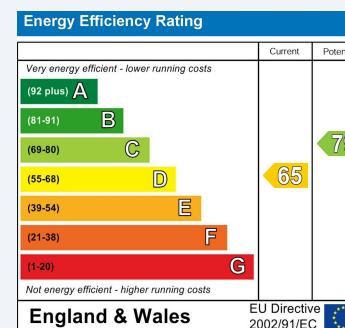 Energy Efficiency Rating
Current
Very energy efficient - lower running costs
(92 plus) A
(81-91) B
(69-80) C
(55-68) D
65
(39-54) E
(21-38) F
(1-20) G
Not energy efficient - higher running costs
England & Wales
EU Directive
2002/91/EC